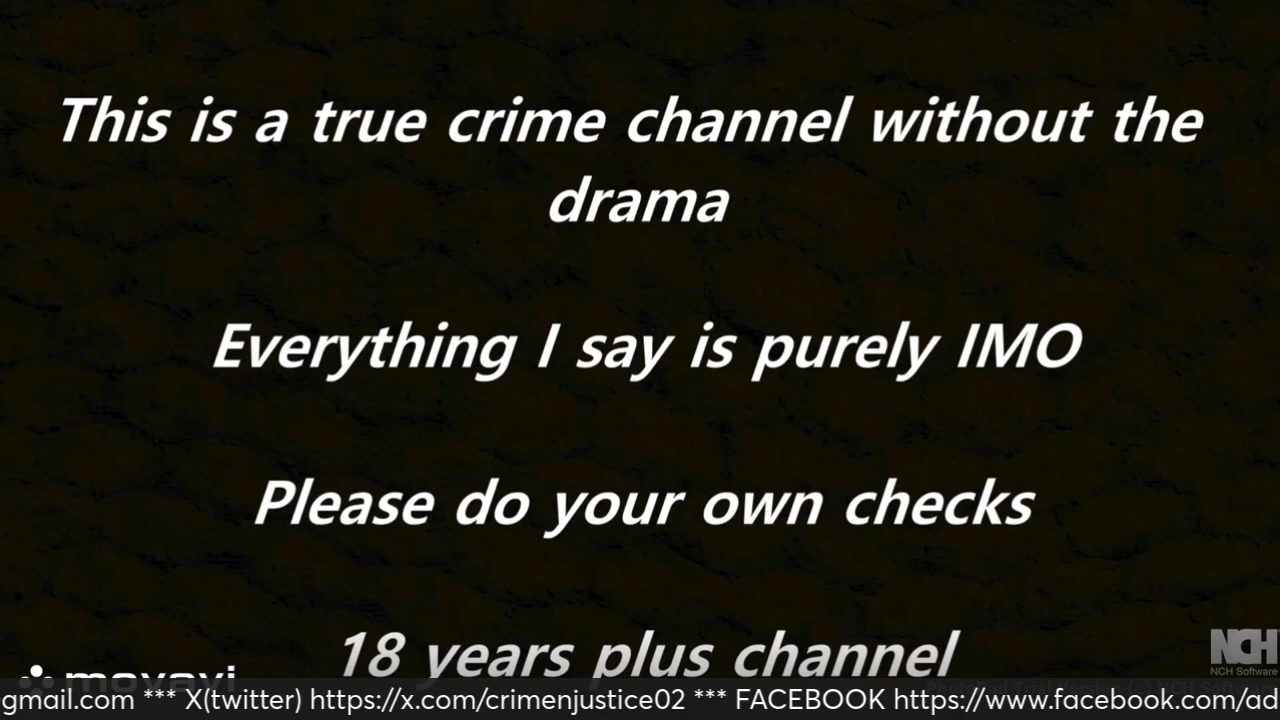 This is a true crime channel without the
drama
Everything I say is purely IMO
Please do your own checks
18 years plus channel
NCH
NCH Software
movavi
gmail.com *** X(twitter) https://x.com/crimenjustice02 *** FACEBOOK https://www.facebook.com/ad